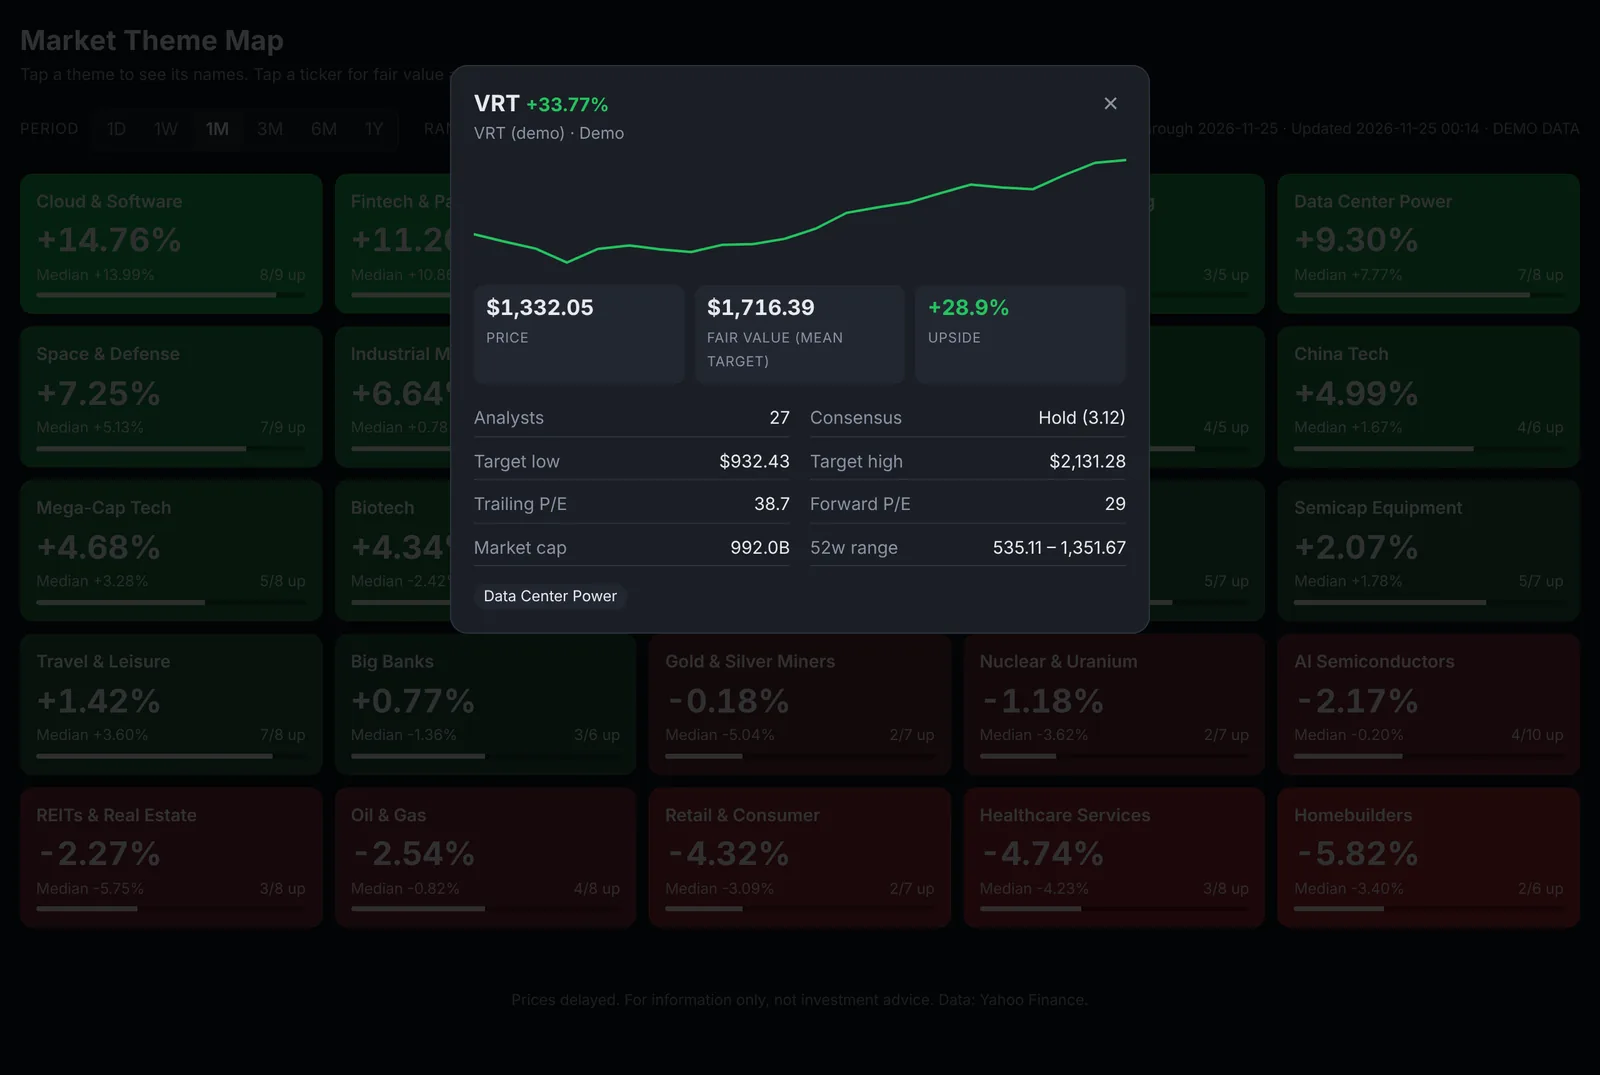 Market Theme Map
Tap a theme to see its names. Tap a ticker for fair value
PERIOD 1D 1W 1M 3M 6M 1Y
2026-11-25 · Updated 2026-11-25 00:14 · DEMO DATA
VRT +33.77%
VRT (demo) · Demo
$1,332.05
PRICE
$1,716.39
FAIR VALUE (MEAN
TARGET)
+28.9%
UPSIDE
Analysts 27 Consensus Hold (3.12)
Target low $932.43 Target high $2,131.28
Trailing P/E 38.7 Forward P/E 29
Market cap 992.0B 52w range 535.11 – 1,351.67
Data Center Power
Cloud & Software
+14.76%
Median +13.99% 8/9 up
Fintech &
Median
3/5 up
Data Center Power
+9.30%
Median +7.77% 7/8 up
Space & Defense
+7.25%
Median +5.13% 7/9 up
Industrial
+6.64
Median +0.78
4/5 up
China Tech
+4.99%
Median +1.67% 4/6 up
Mega-Cap Tech
+4.68%
Median +3.28% 5/8 up
Biotech
+4.34
Median -2.42
5/7 up
Semicap Equipment
+2.07%
Median +1.78% 5/7 up
Travel & Leisure
+1.42%
Median +3.60% 7/8 up
Big Banks
+0.77%
Median -1.36% 3/6 up
Gold & Silver Miners
-0.18%
Median -5.04% 2/7 up
Nuclear & Uranium
-1.18%
Median -3.62% 2/7 up
AI Semiconductors
-2.17%
Median -0.20% 4/10 up
REITs & Real Estate
-2.27%
Median -5.75% 3/8 up
Oil & Gas
-2.54%
Median -0.82% 4/8 up
Retail & Consumer
-4.32%
Median -3.09% 2/7 up
Healthcare Services
-4.74%
Median -4.23% 3/8 up
Homebuilders
-5.82%
Median -3.40% 2/6 up
Prices delayed. For information only, not investment advice. Data: Yahoo Finance.